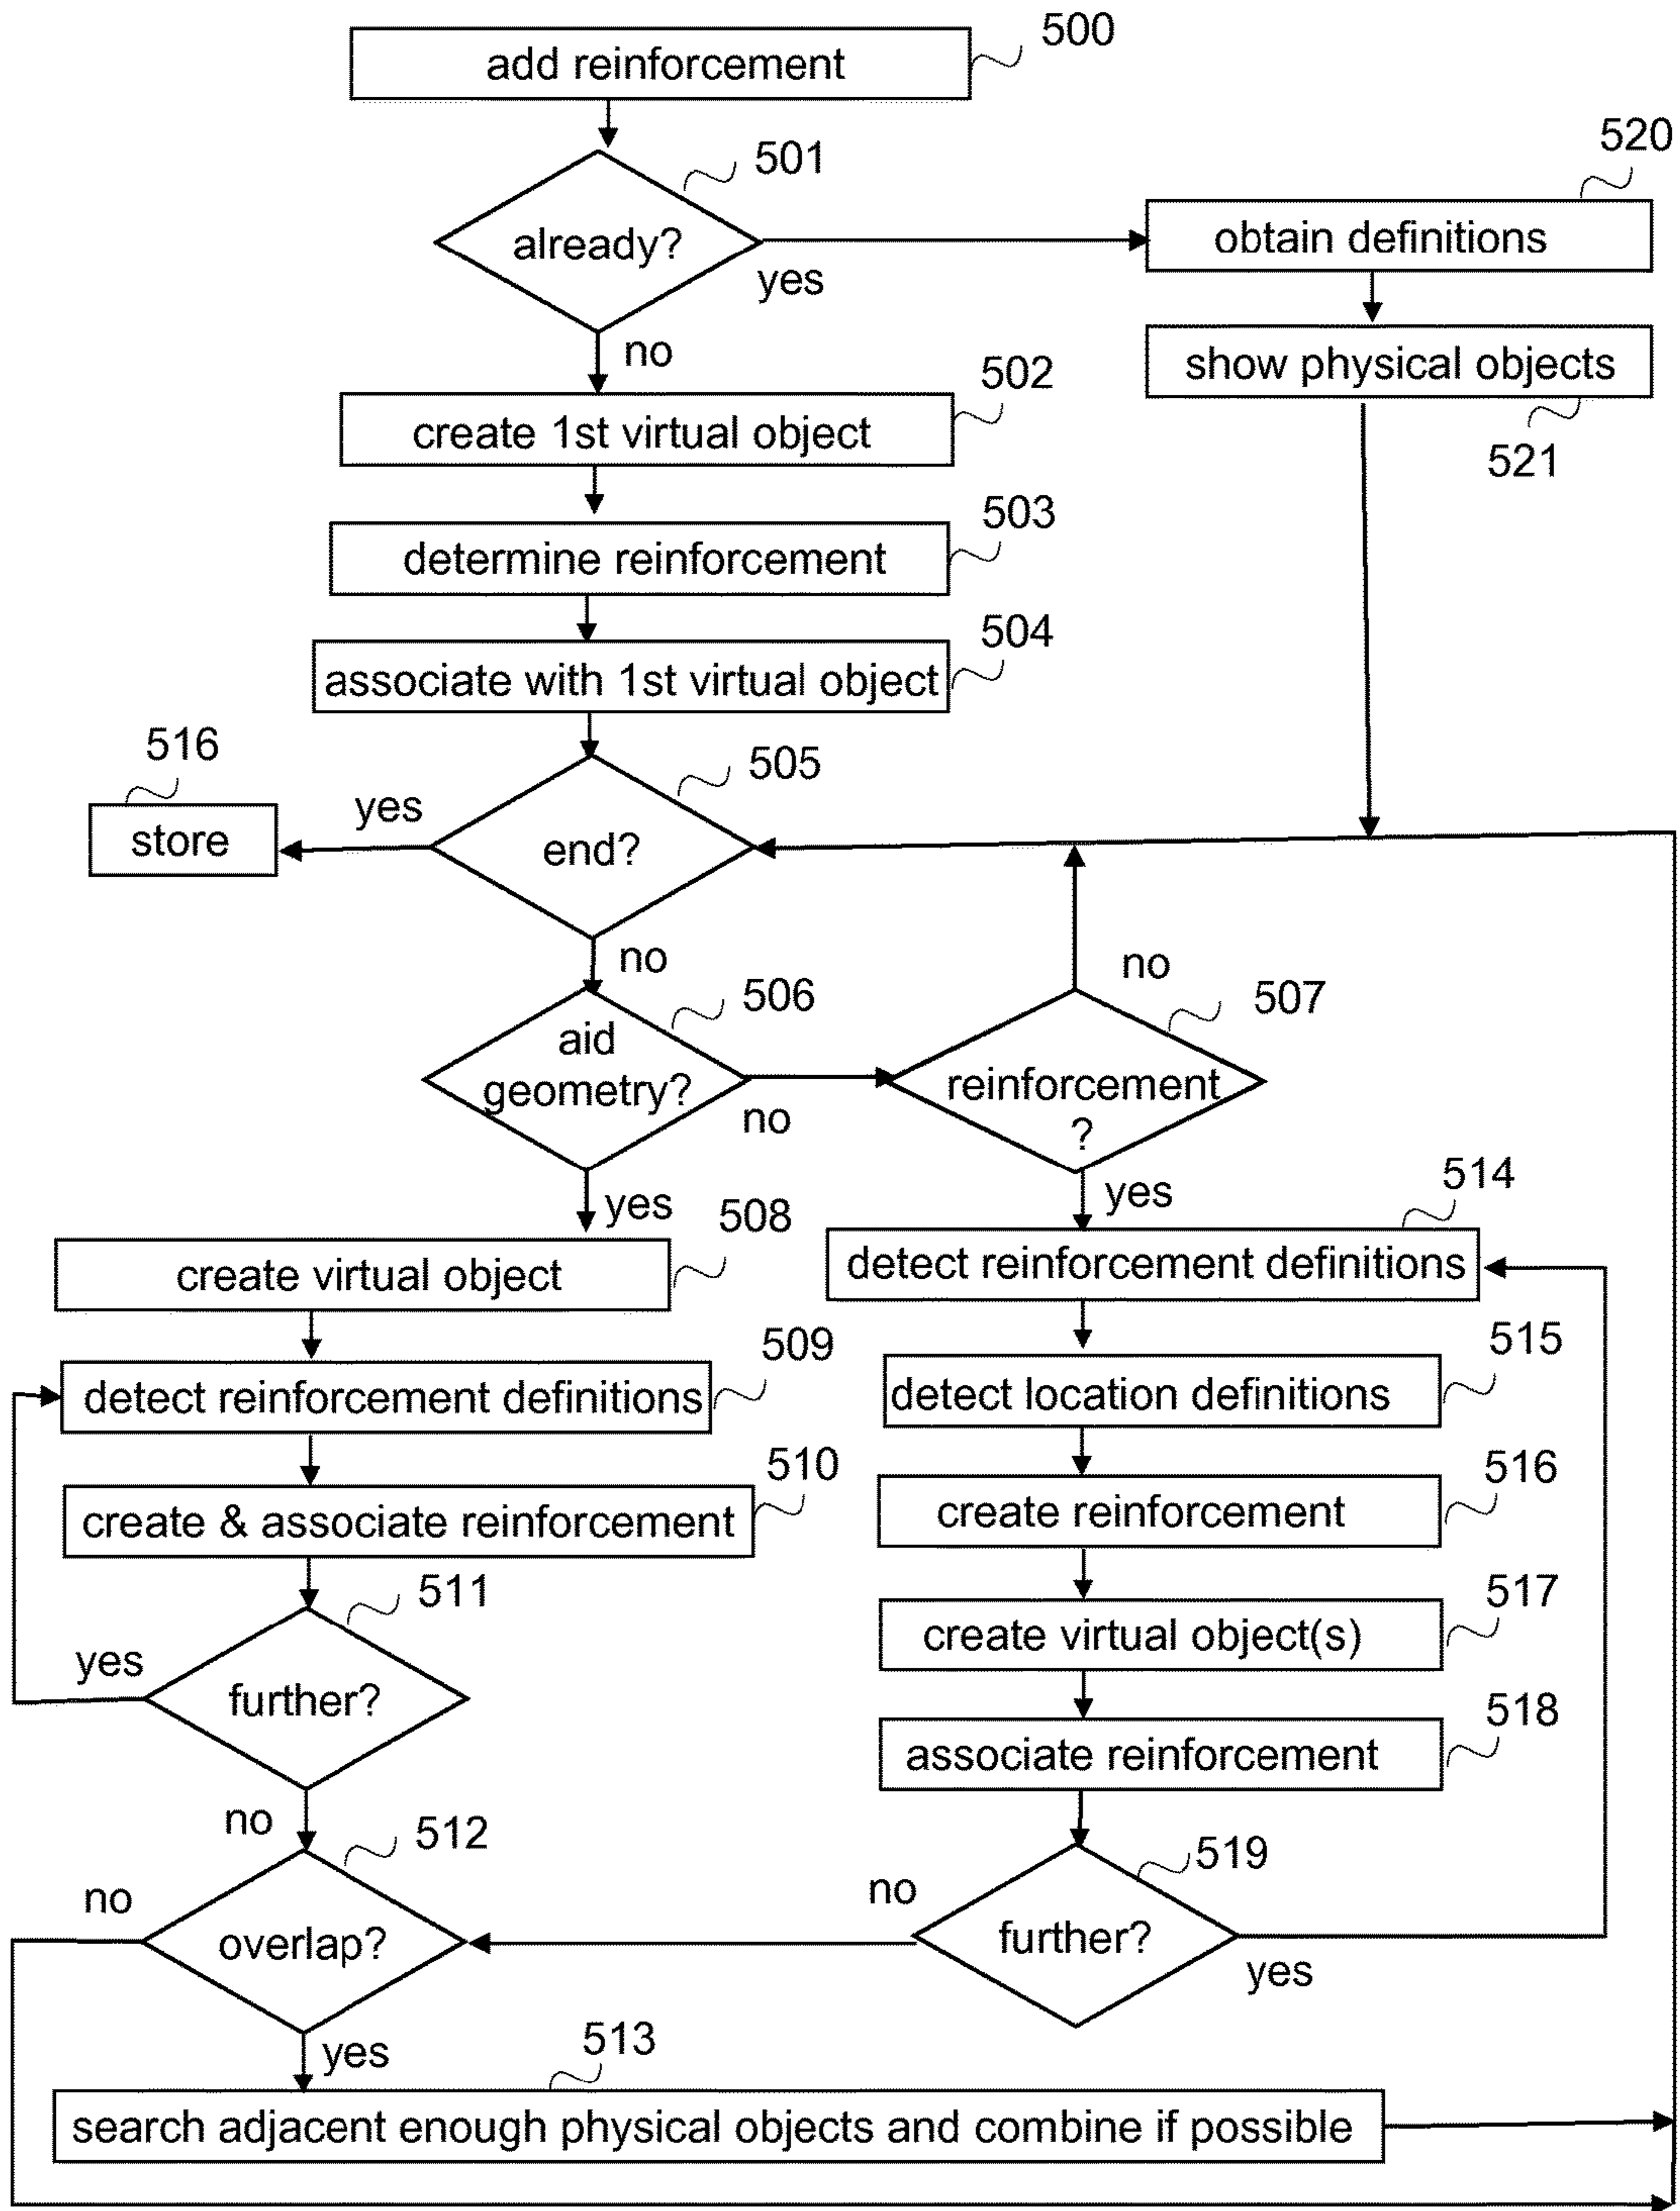 500
add reinforcement
501
520
already?
yes
obtain definitions
no
show physical objects
521
502
create 1st virtual object
503
determine reinforcement
504
associate with 1st virtual object
516
505
yes
store
end?
no
no
506
507
aid
geometry?
no
reinforcement
?
yes
yes
508
514
create virtual object
detect reinforcement definitions
509
515
detect reinforcement definitions
detect location definitions
510
516
create & associate reinforcement
create reinforcement
511
517
yes
further?
create virtual object(s)
518
associate reinforcement
no
512
519
no
no
overlap?
further?
yes
yes
513
search adjacent enough physical objects and combine if possible